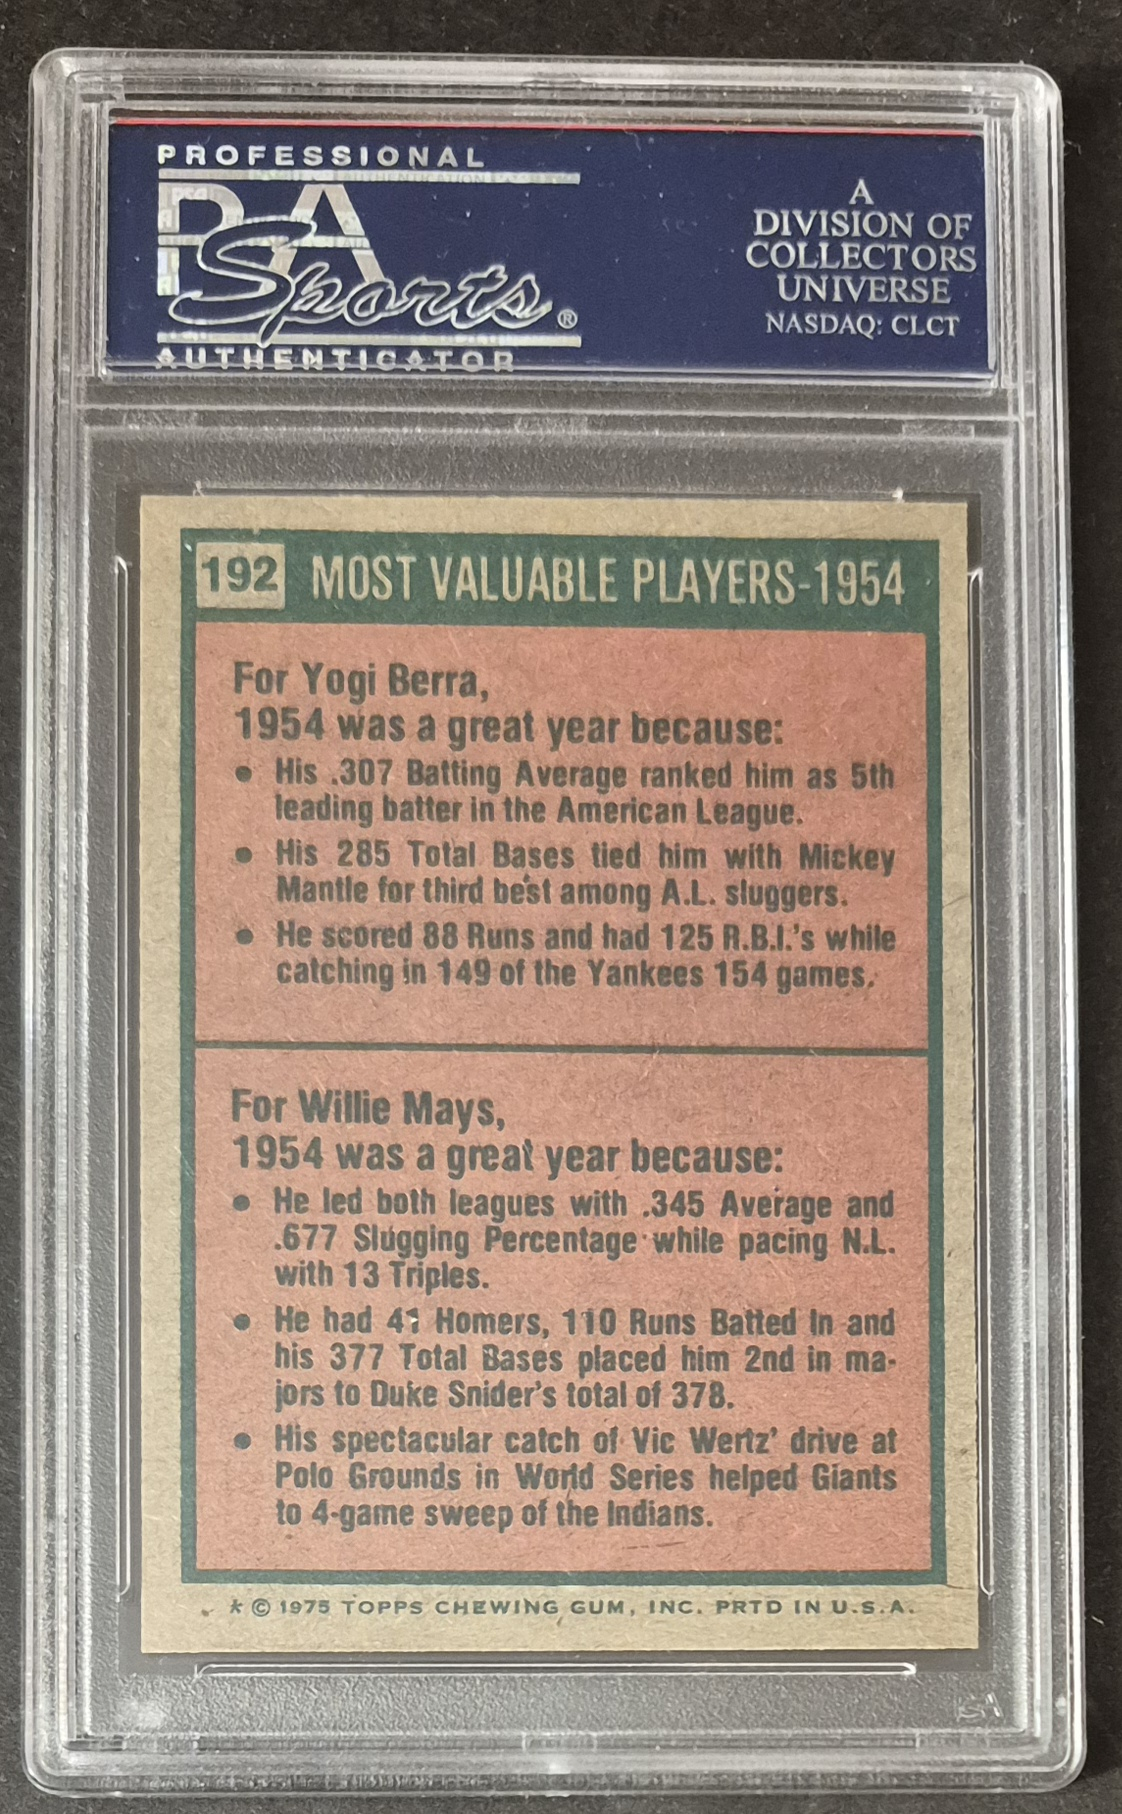 PROFESSIONAL
PSA
Sports®
AUTHENTICATOR
A
DIVISION OF
COLLECTORS
UNIVERSE
NASDAQ: CLCT
192 MOST VALUABLE PLAYERS-1954
For Yogi Berra,
1954 was a great year because:
• His .307 Batting Average ranked him as 5th
leading batter in the American League.
• His 285 Total Bases tied him with Mickey
Mantle for third best among A.L. sluggers.
• He scored 88 Runs and had 125 R.B.I.'s while
catching in 149 of the Yankees 154 games.
For Willie Mays,
1954 was a great year because:
• He led both leagues with .345 Average and
.677 Slugging Percentage while pacing N.L.
with 13 Triples.
• He had 41 Homers, 110 Runs Batted In and
his 377 Total Bases placed him 2nd in ma-
jors to Duke Snider's total of 378.
• His spectacular catch of Vic Wertz' drive at
Polo Grounds in World Series helped Giants
to 4-game sweep of the Indians.
* © 1975 TOPPS CHEWING GUM, INC. PRTD IN U.S.A.